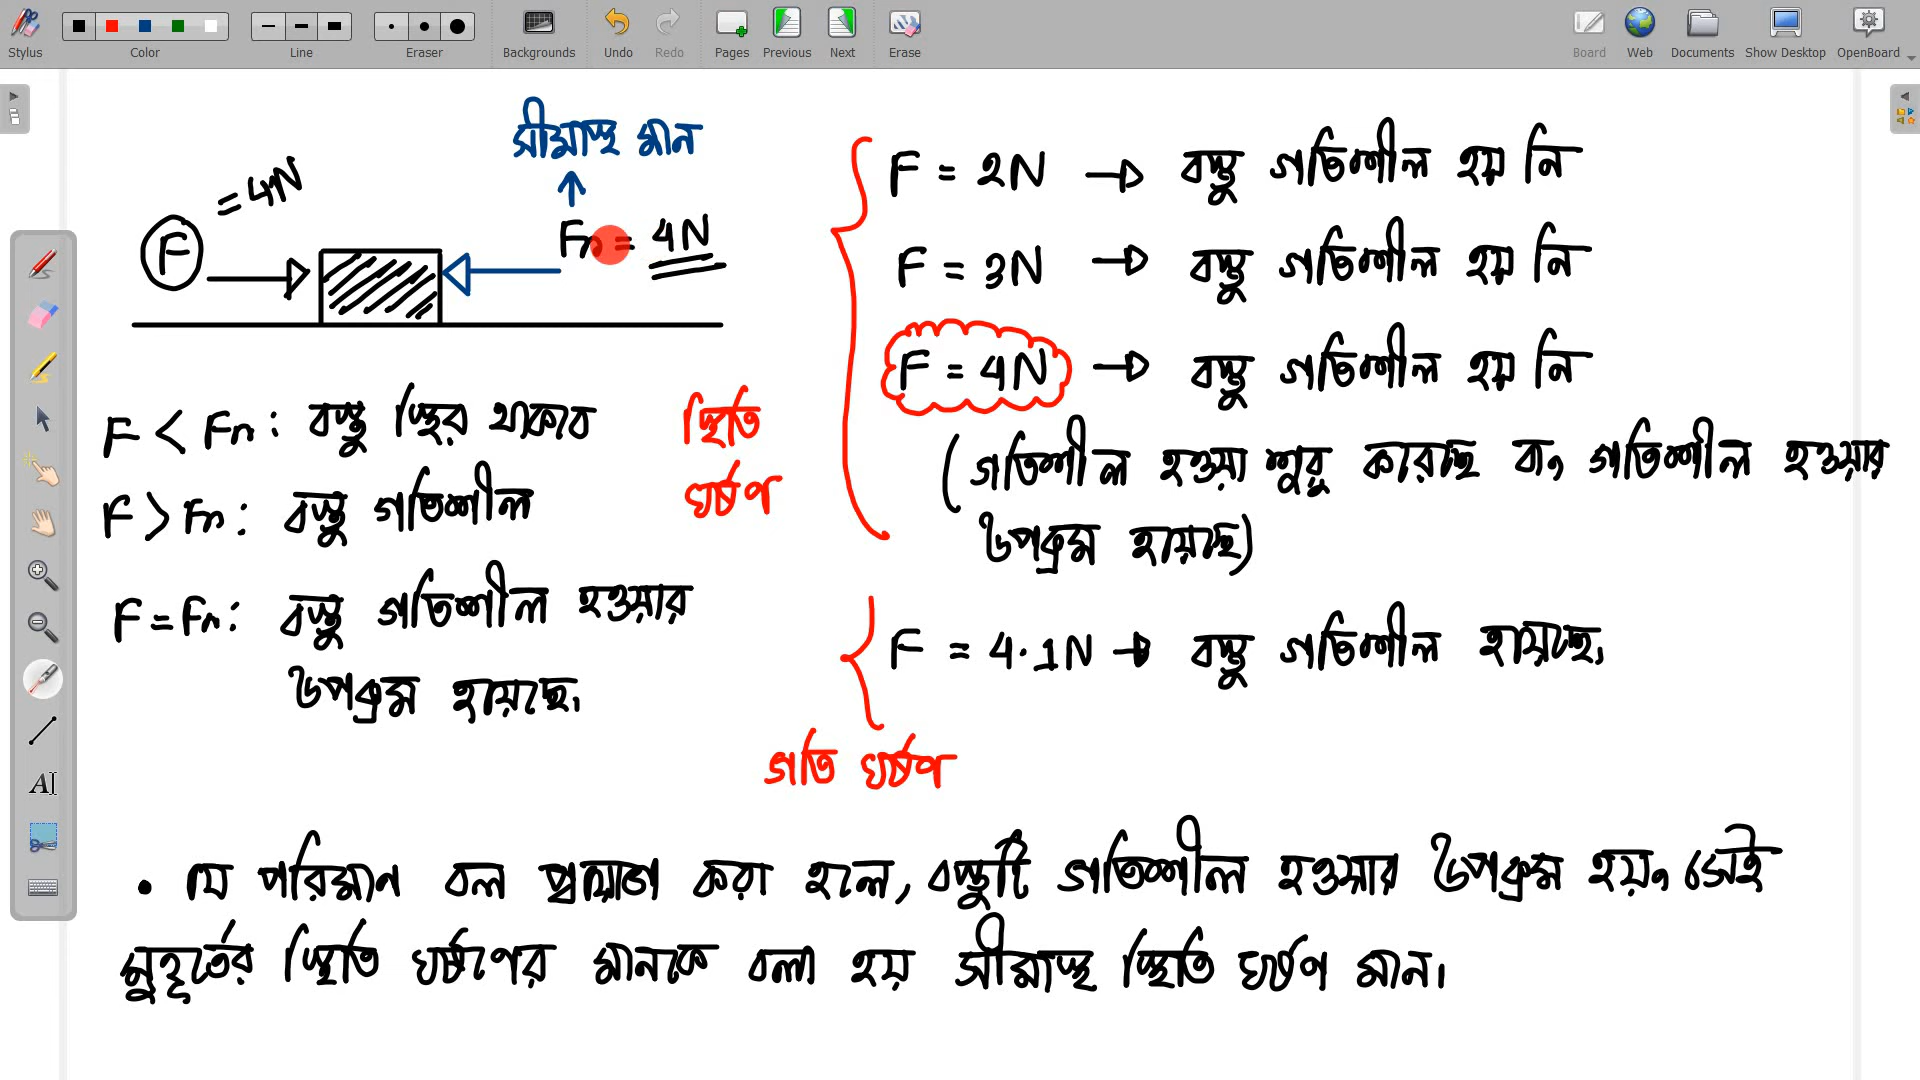 Stylus Color Line Eraser Backgrounds Undo Redo Pages Previous Next Erase Board Web Documents Show Desktop OpenBoard
সীমাস্থ মান
F = 4N
Fn = 4N
F < Fn : বস্তু স্থির থাকবে
F > Fn : বস্তু গতিশীল
F = Fn : বস্তু গতিশীল হওয়ার
উপক্রম হয়েছে।
স্থিতি
ঘর্ষণ
F = 2N → বস্তু গতিশীল হয় নি
F = 3N → বস্তু গতিশীল হয় নি
F = 4N → বস্তু গতিশীল হয় নি
(গতিশীল হওয়া শুরু করেছে বা, গতিশীল হওয়ার
উপক্রম হয়েছে)
F = 4.1N → বস্তু গতিশীল হয়েছে।
গতি ঘর্ষণ
• যে পরিমান বল প্রয়োগ করা হলে, বস্তুটি গতিশীল হওয়ার উপক্রম হয়, সেই
মুহূর্তের স্থিতি ঘর্ষণের মানকে বলা হয় সীমাস্থ স্থিতি ঘর্ষণ মান।